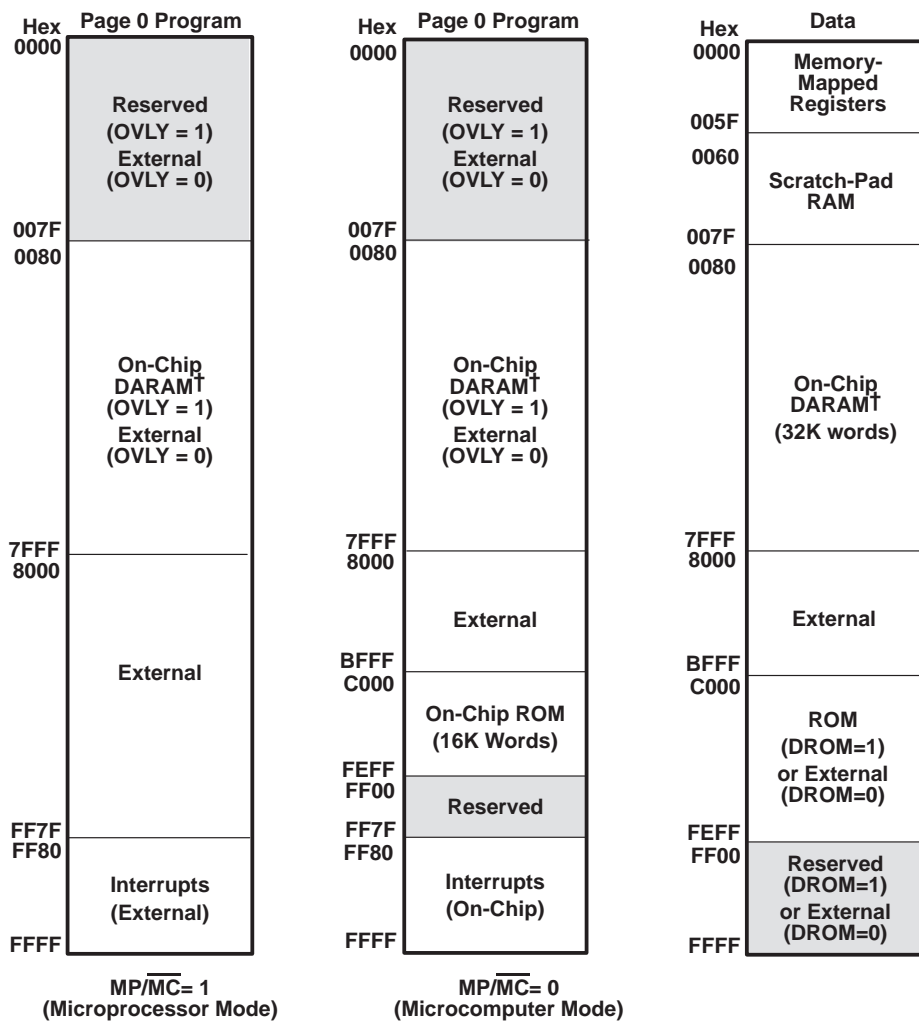 Hex
Page 0 Program
0000
Reserved
(OVLY = 1)
External
(OVLY = 0)
007F
0080
On-Chip
DARAM†
(OVLY = 1)
External
(OVLY = 0)
7FFF
8000
External
FF7F
FF80
Interrupts
(External)
FFFF
MP/M̅C̅= 1
(Microprocessor Mode)
Hex
Page 0 Program
0000
Reserved
(OVLY = 1)
External
(OVLY = 0)
007F
0080
On-Chip
DARAM†
(OVLY = 1)
External
(OVLY = 0)
7FFF
8000
External
BFFF
C000
On-Chip ROM
(16K Words)
FEFF
FF00
Reserved
FF7F
FF80
Interrupts
(On-Chip)
FFFF
MP/M̅C̅= 0
(Microcomputer Mode)
Hex
Data
0000
Memory-
Mapped
Registers
005F
0060
Scratch-Pad
RAM
007F
0080
On-Chip
DARAM†
(32K words)
7FFF
8000
External
BFFF
C000
ROM
(DROM=1)
or External
(DROM=0)
FEFF
FF00
Reserved
(DROM=1)
or External
(DROM=0)
FFFF